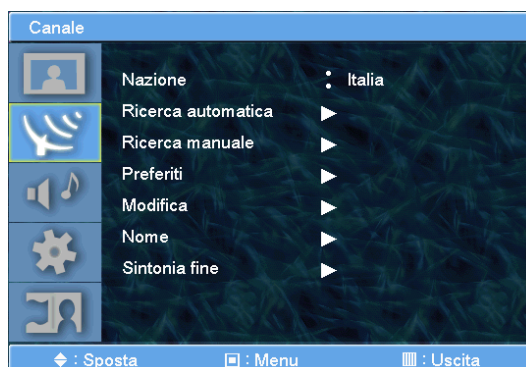 Canale
Nazione : Italia
Ricerca automatica
Ricerca manuale
Preferiti
Modifica
Nome
Sintonia fine
: Sposta : Menu : Uscita